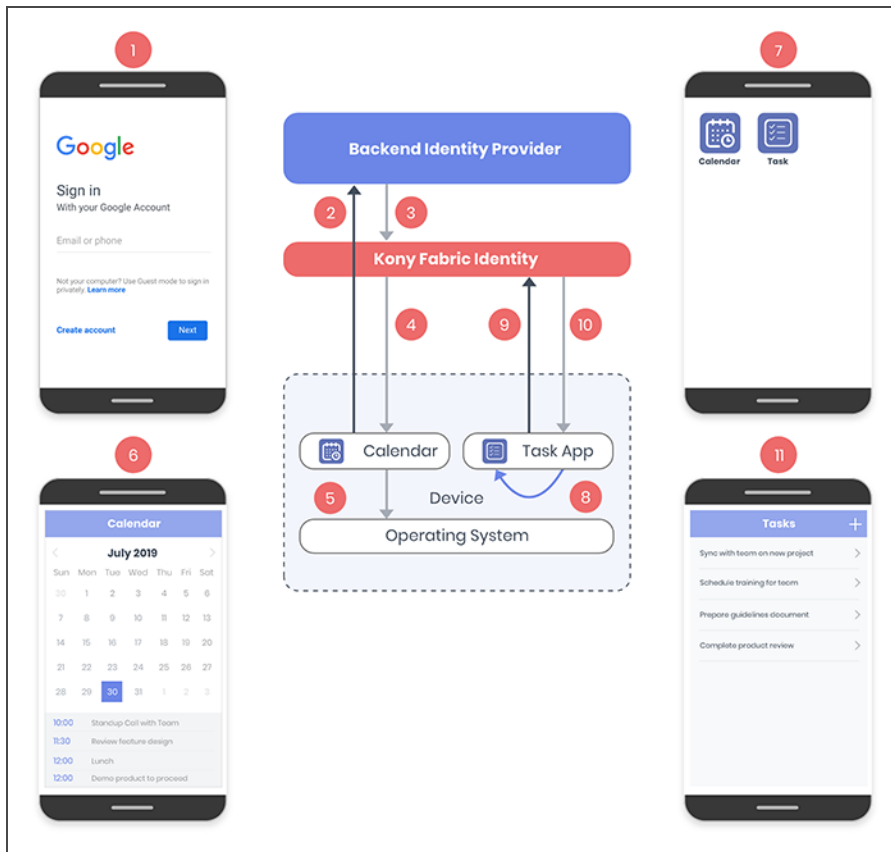 1
Google
Sign in
With your Google Account
Email or phone
Not your computer? Use Guest mode to sign in
privately. Learn more
Create account
Next
Backend Identity Provider
2
3
Kony Fabric Identity
4
9
10
Calendar
Task App
5
Device
8
Operating System
7
Calendar
Task
6
Calendar
July 2019
Sun Mon Tue Wed Thu Fri Sat
30 1 2 3 4 5 6
7 8 9 10 11 12 13
14 15 16 17 18 19 20
21 22 23 24 25 26 27
28 29 30 31 1 2 3
10:00 Standup Call with Team
11:30 Review feature design
12:00 Lunch
12:00 Demo product to proceed
11
Tasks +
Sync with team on new project
Schedule training for team
Prepare guidelines document
Complete product review